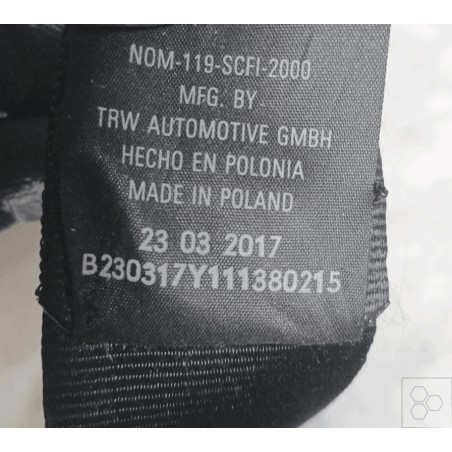 NOM-119-SCFI-2000
MFG. BY
TRW AUTOMOTIVE GMBH
HECHO EN POLONIA
MADE IN POLAND
23 03 2017
B230317Y111380215